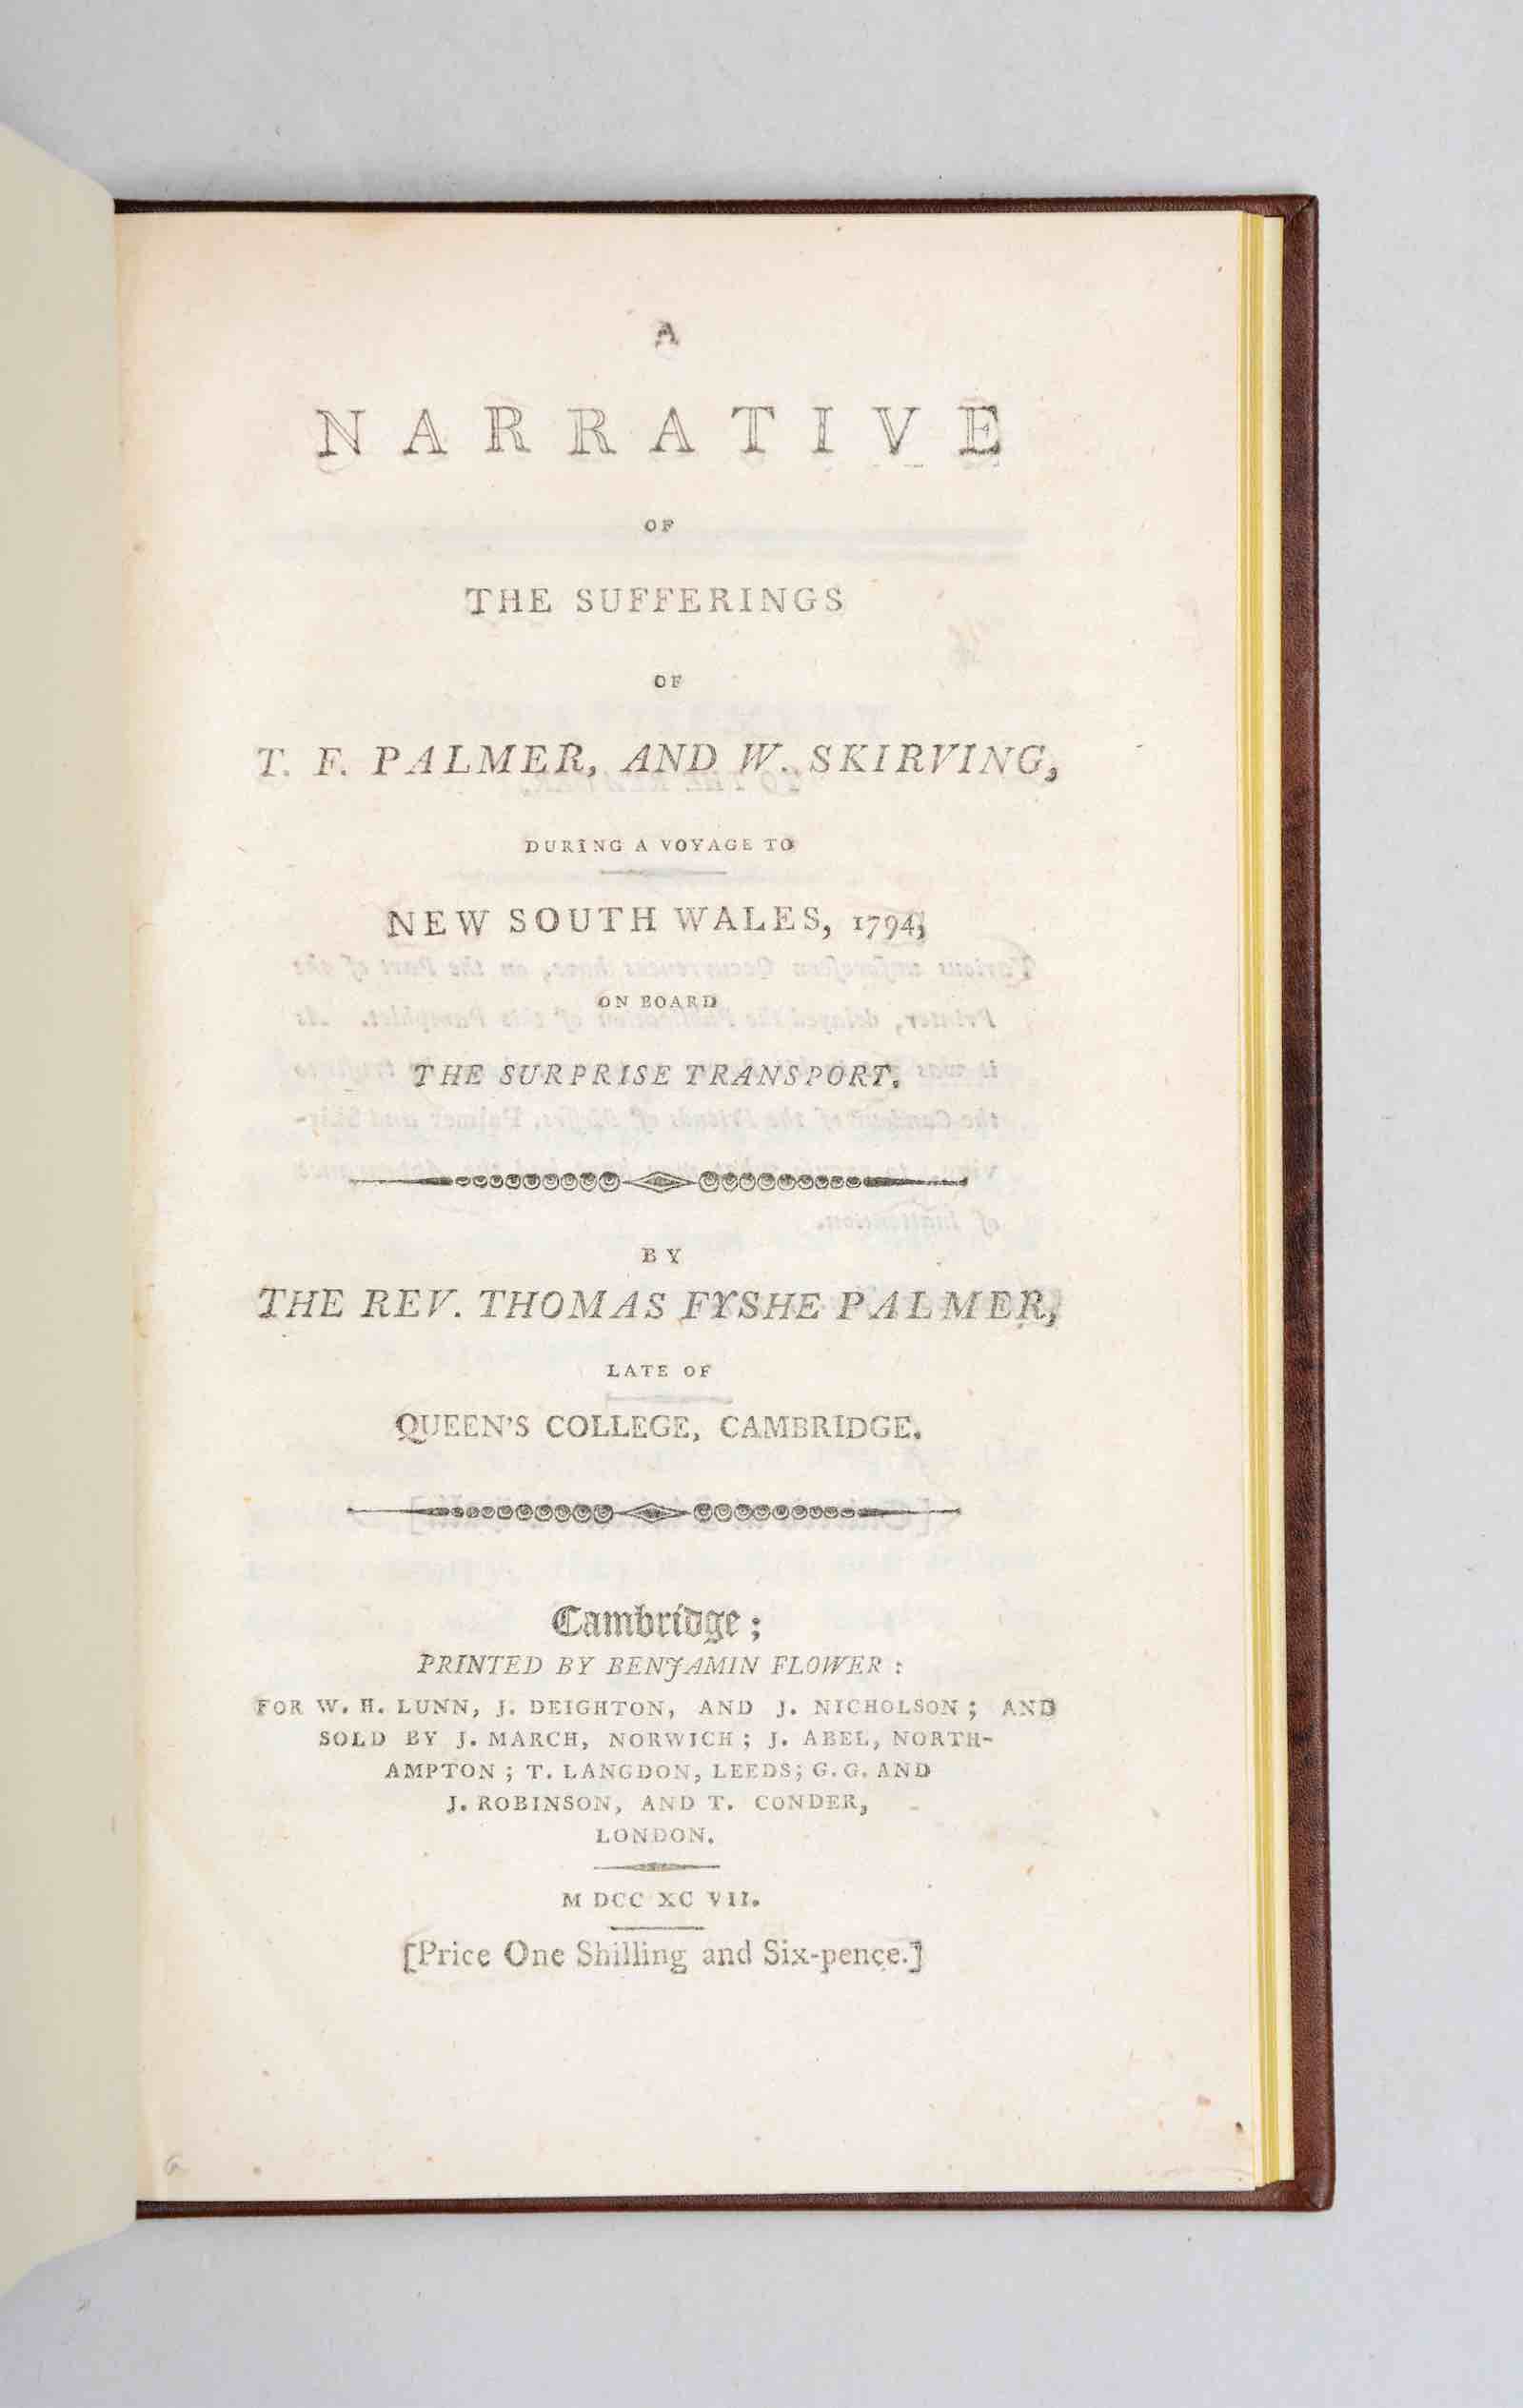 A
NARRATIVE
OF
THE SUFFERINGS
OF
T. F. PALMER, AND W. SKIRVING,
DURING A VOYAGE TO
NEW SOUTH WALES, 1794,
ON BOARD
THE SURPRISE TRANSPORT.
BY
THE REV. THOMAS FYSHE PALMER,
LATE OF
QUEEN'S COLLEGE, CAMBRIDGE.
Cambridge;
PRINTED BY BENJAMIN FLOWER :
FOR W. H. LUNN, J. DEIGHTON, AND J. NICHOLSON ; AND
SOLD BY J. MARCH, NORWICH ; J. ABEL, NORTH-
AMPTON ; T. LANGDON, LEEDS; G. G. AND
J. ROBINSON, AND T. CONDER,
LONDON.
M DCC XC VII.
[Price One Shilling and Six-pence.]